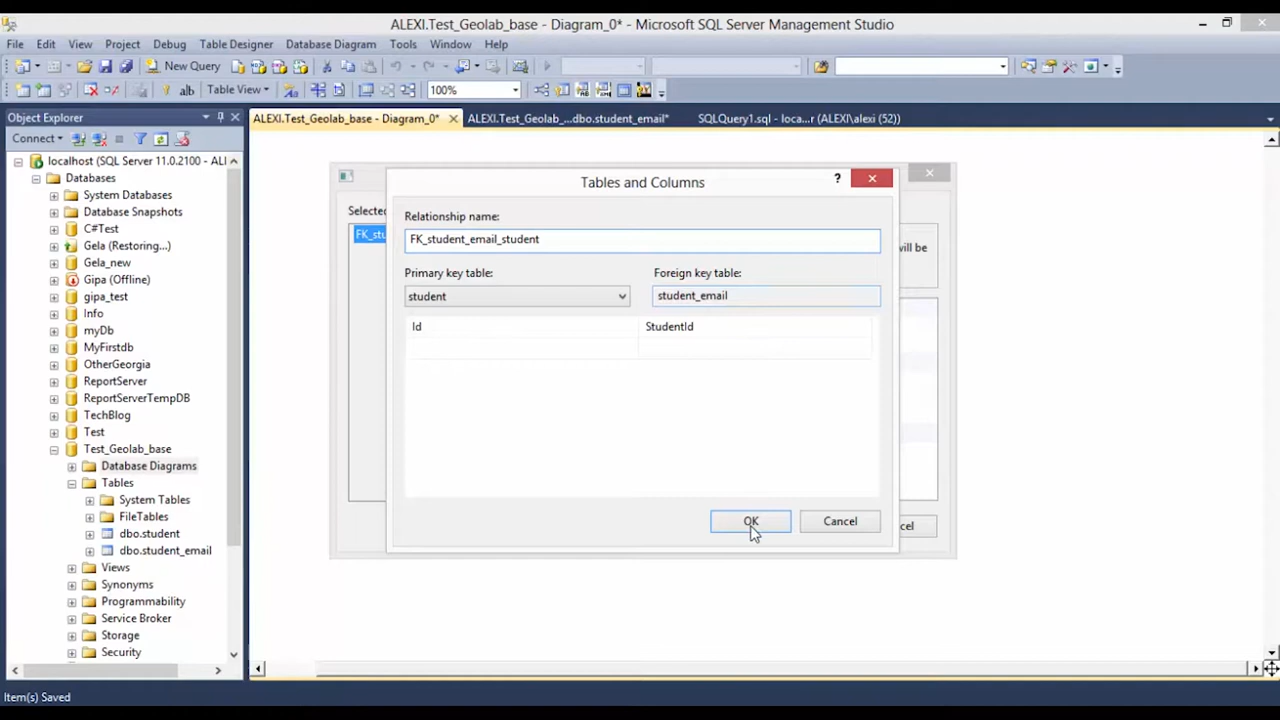 ALEXI.Test_Geolab_base - Diagram_0* - Microsoft SQL Server Management Studio
File Edit View Project Debug Table Designer Database Diagram Tools Window Help
New Query
Table View 100%
Object Explorer
ALEXI.Test_Geolab_base - Diagram_0* ALEXI.Test_Geolab_...dbo.student_email* SQLQuery1.sql - loca...r (ALEXI\alexi (52))
Connect
localhost (SQL Server 11.0.2100 - ALI
Databases
System Databases
Database Snapshots
C#Test
Gela (Restoring...)
Gela_new
Gipa (Offline)
gipa_test
Info
myDb
MyFirstdb
OtherGeorgia
ReportServer
ReportServerTempDB
TechBlog
Test
Test_Geolab_base
Database Diagrams
Tables
System Tables
FileTables
dbo.student
dbo.student_email
Views
Synonyms
Programmability
Service Broker
Storage
Security
Selected
FK_stu
will be
cel
Tables and Columns
?
Relationship name:
FK_student_email_student
Primary key table: Foreign key table:
student student_email
Id StudentId
OK Cancel
Item(s) Saved